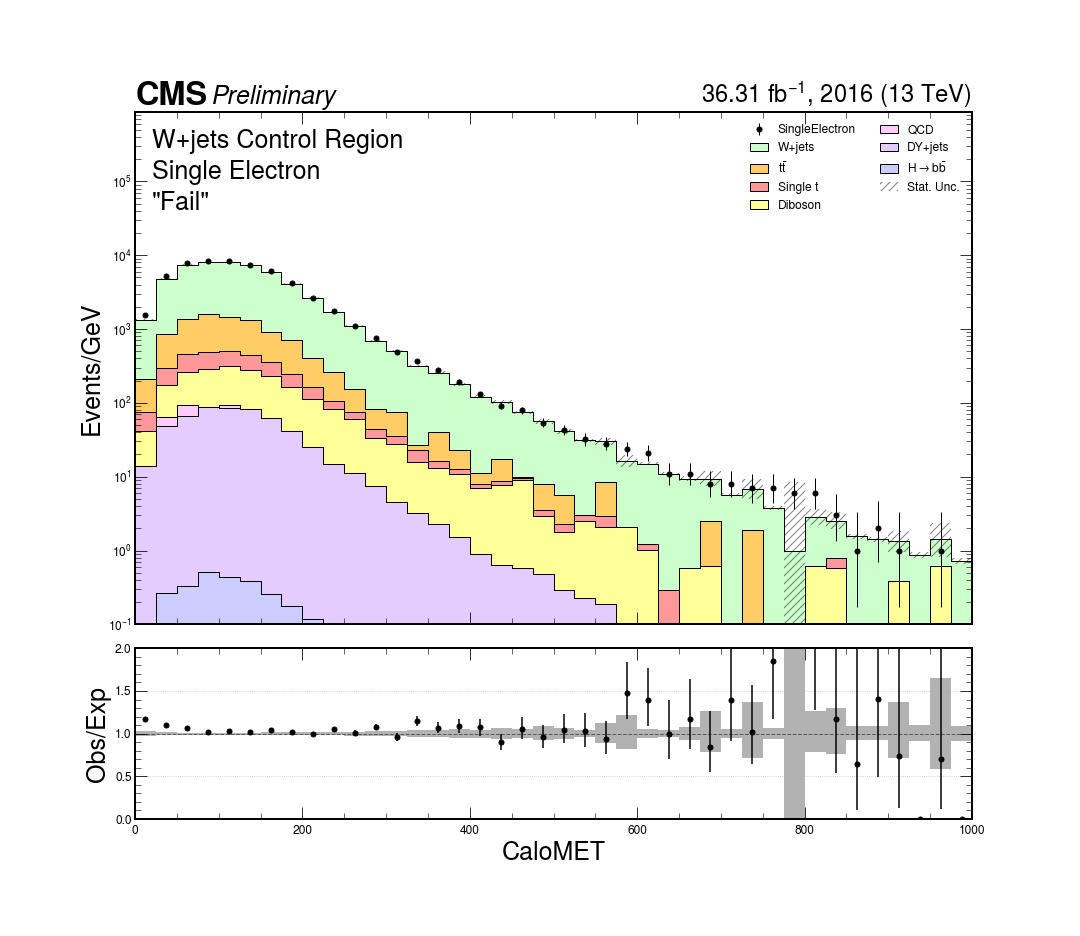 CMS Preliminary 36.31 fb⁻¹, 2016 (13 TeV)
W+jets Control Region
Single Electron
"Fail"
SingleElectron
W+jets
tt̄
Single t
Diboson
QCD
DY+jets
H→bb̄
Stat. Unc.
Events/GeV
10⁵
10⁴
10³
10²
10¹
10⁰
10⁻¹
Obs/Exp
2.0
1.5
1.0
0.5
0.0
0 200 400 600 800 1000
CaloMET